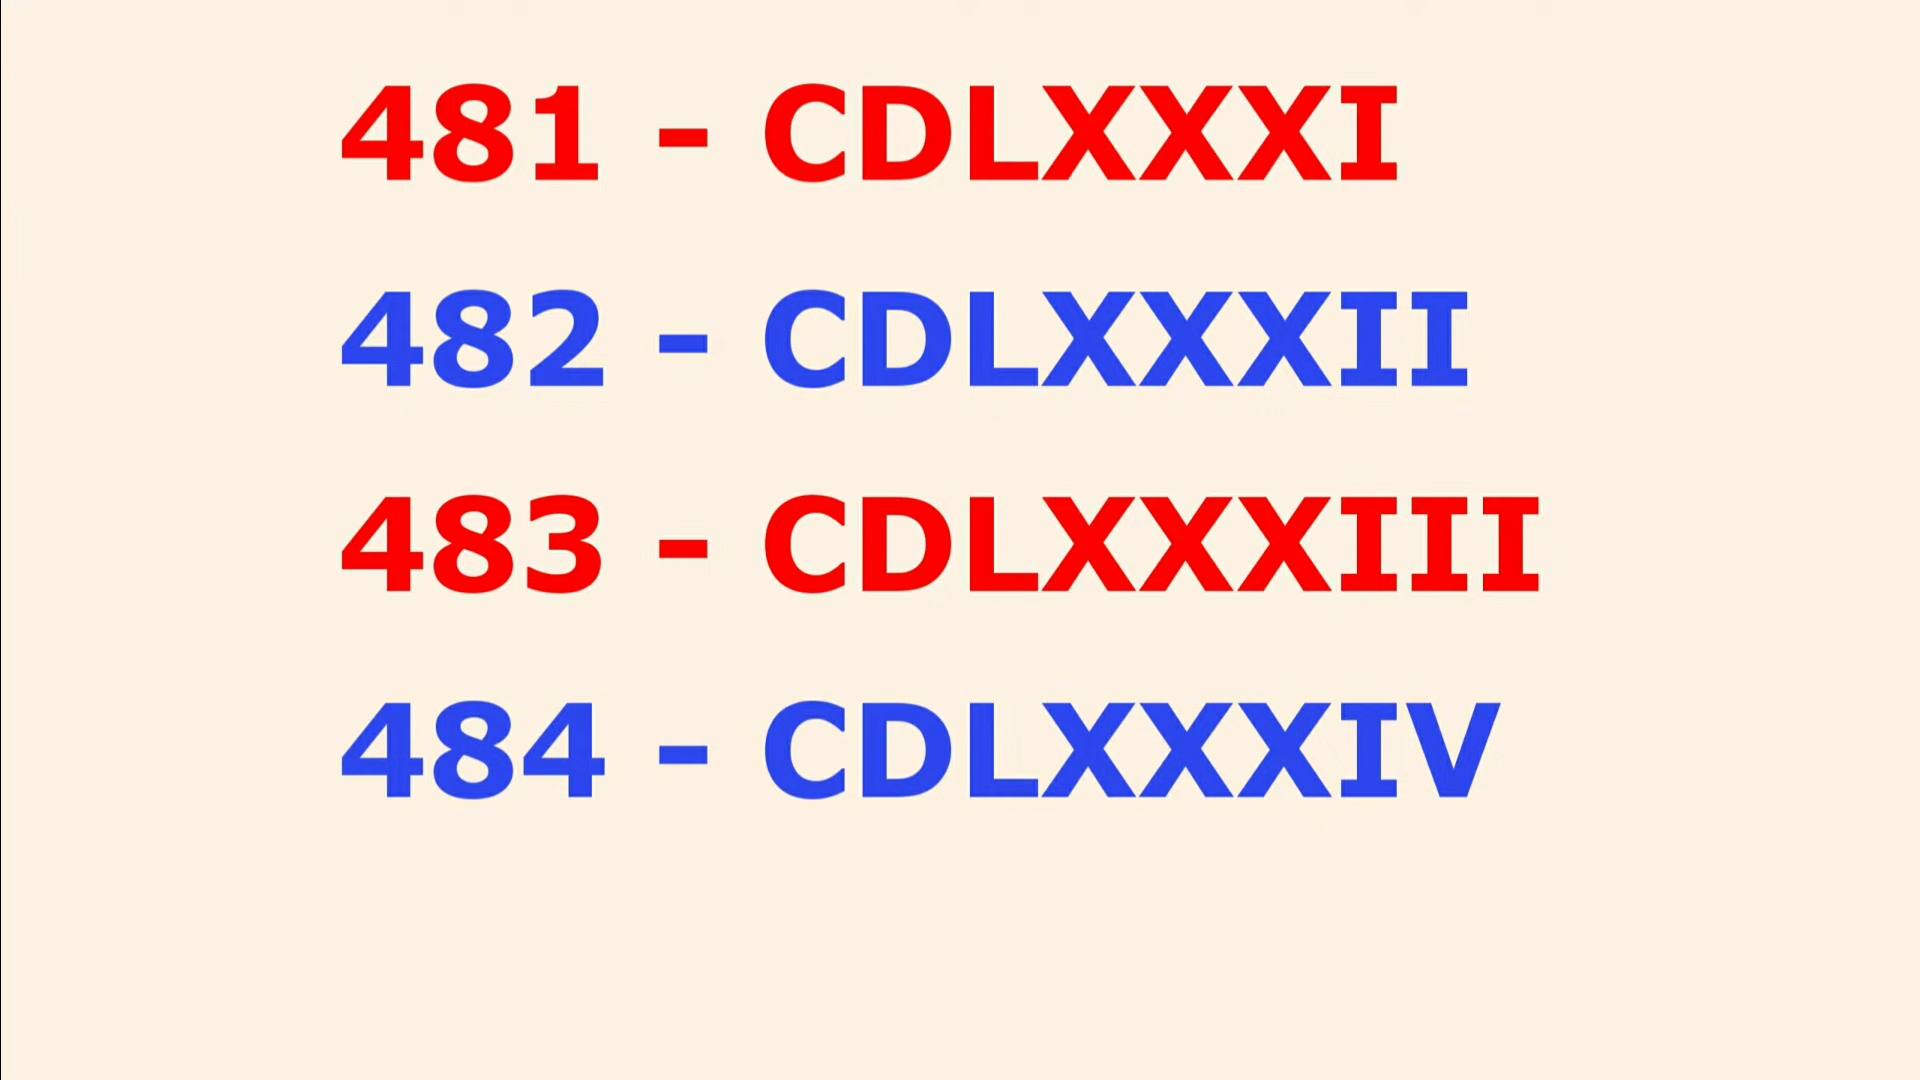 481 - CDLXXXI
482 - CDLXXXII
483 - CDLXXXIII
484 - CDLXXXIV